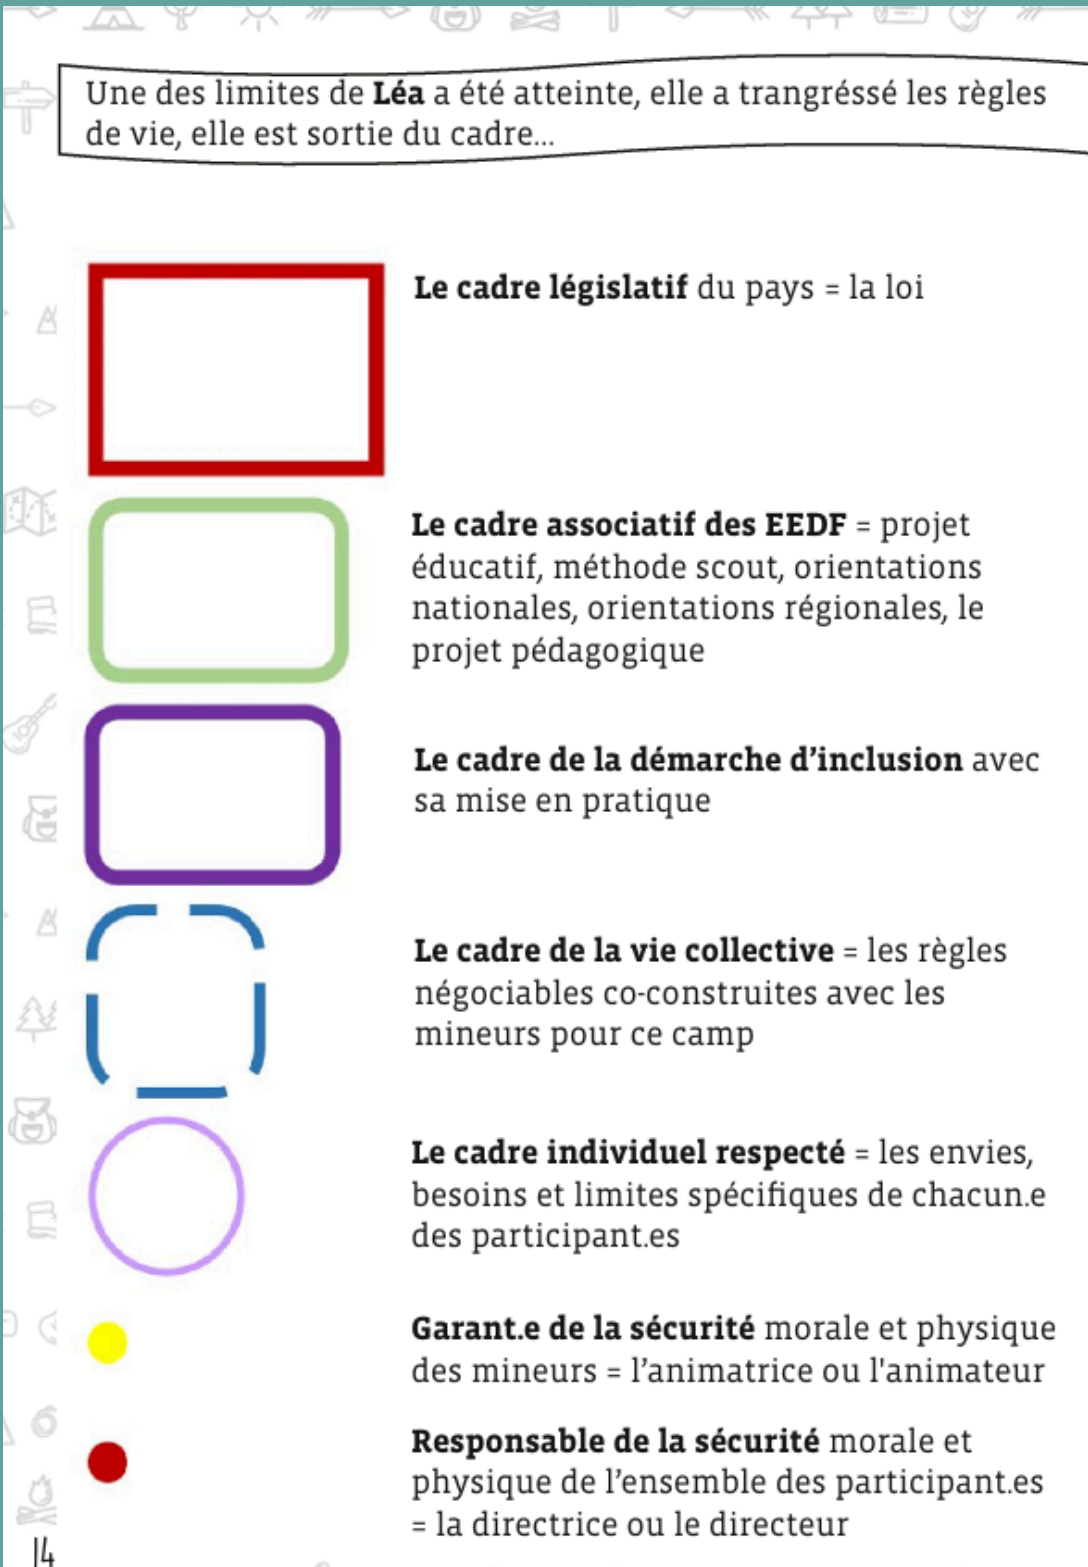 Une des limites de Léa a été atteinte, elle a trangréssé les règles
de vie, elle est sortie du cadre...
Le cadre législatif du pays = la loi
Le cadre associatif des EEDF = projet
éducatif, méthode scout, orientations
nationales, orientations régionales, le
projet pédagogique
Le cadre de la démarche d'inclusion avec
sa mise en pratique
Le cadre de la vie collective = les règles
négociables co-construites avec les
mineurs pour ce camp
Le cadre individuel respecté = les envies,
besoins et limites spécifiques de chacun.e
des participant.es
Garant.e de la sécurité morale et physique
des mineurs = l'animatrice ou l'animateur
Responsable de la sécurité morale et
physique de l'ensemble des participant.es
= la directrice ou le directeur
14